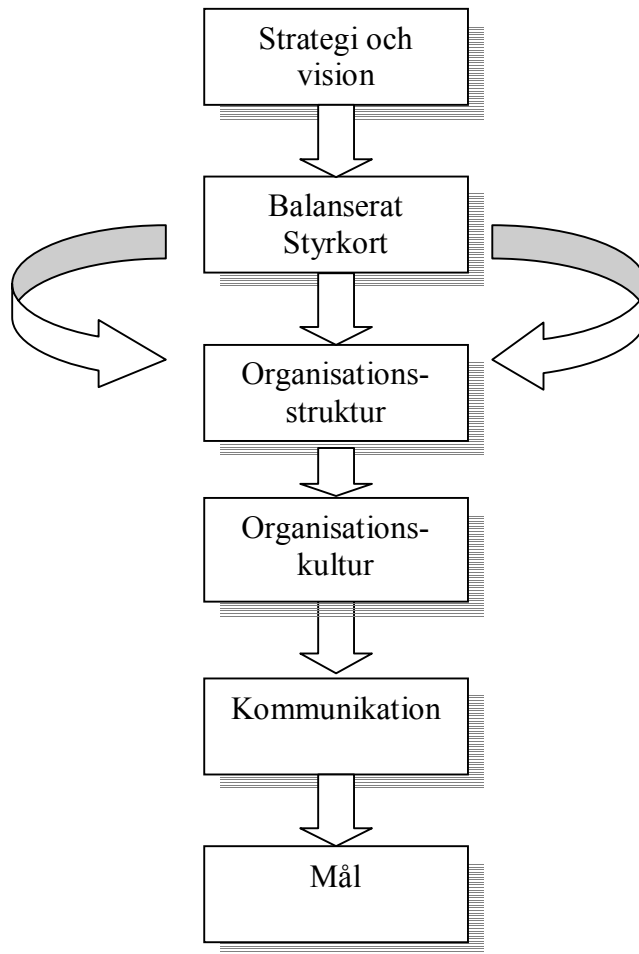 Strategi och
vision
Balanserat
Styrkort
Organisations-
struktur
Organisations-
kultur
Kommunikation
Mål